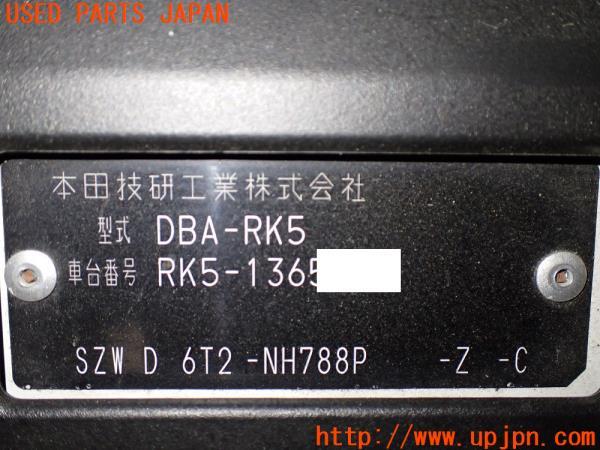 USED PARTS JAPAN
本田技研工業株式会社
型式 DBA-RK5
車台番号 RK5-1365
SZW D 6T2 -NH788P -Z -C
http://www.upjpn.com/